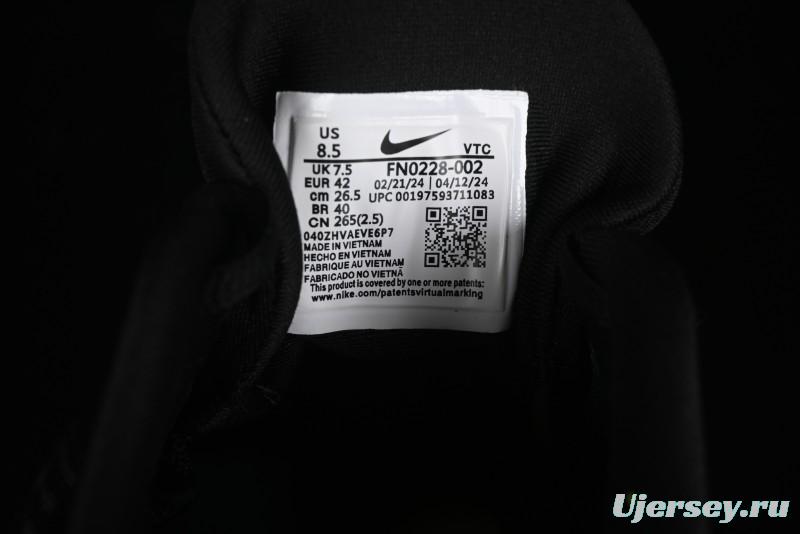 US
8.5 VTC
UK 7.5 FN0228-002
EUR 42 02/21/24 | 04/12/24
cm 26.5 UPC 00197593711083
BR 40
CN 265(2.5)
040ZHVAEVE6P7
MADE IN VIETNAM
HECHO EN VIETNAM
FABRIQUE AU VIETNAM
FABRICADO NO VIETNÃ
This product is covered by one or more patents:
www.nike.com/patentsvirtualmarking
Ujersey.ru